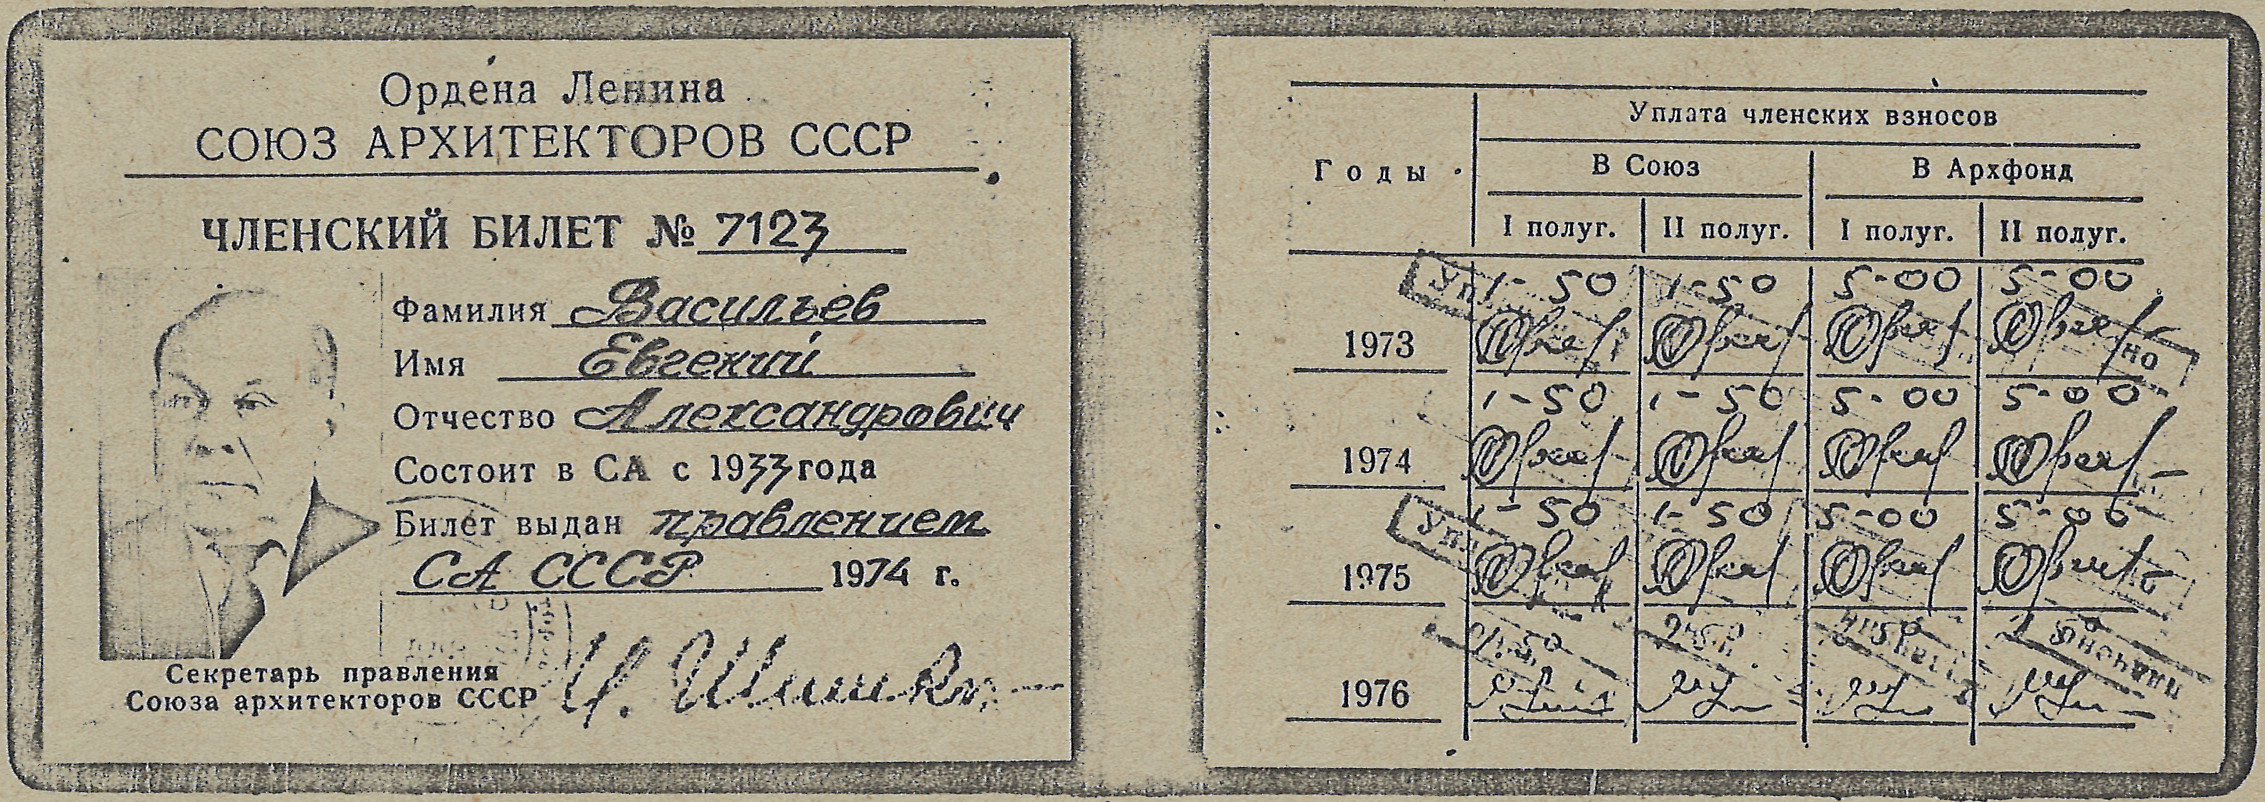 Ордена Ленина
СОЮЗ АРХИТЕКТОРОВ СССР
ЧЛЕНСКИЙ БИЛЕТ № 7123
Фамилия Васильев
Имя Евгений
Отчество Александрович
Состоит в СА с 1933 года
Билет выдан правлением
СА СССР 1974 г.
Секретарь правления
Союза архитекторов СССР
Годы
Уплата членских взносов
В Союз В Архфонд
I полуг. II полуг. I полуг. II полуг.
1-50 1-50 5-00 5-00
1973
1-50 1-50 5-00 5-00
1974
1-50 1-50 5-00 5-00
1975
1976